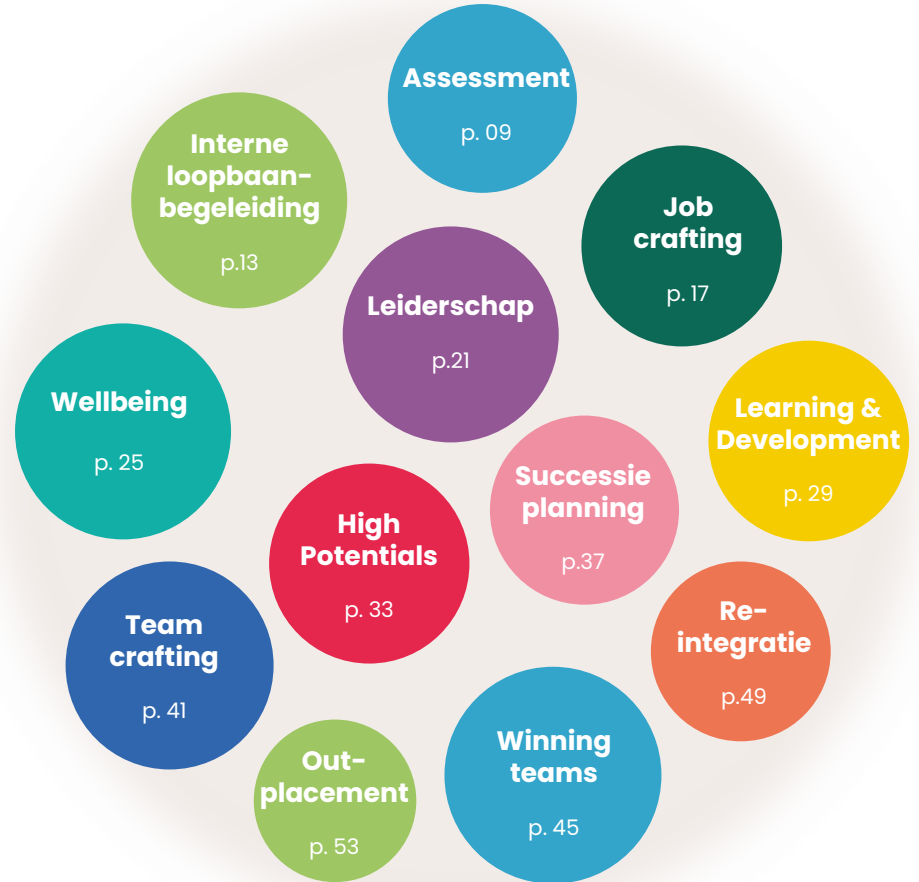 Assessment
p. 09
Interne
loopbaan-
begeleiding
p.13
Job
crafting
p. 17
Leiderschap
p.21
Wellbeing
p. 25
Learning &
Development
p. 29
High
Potentials
p. 33
Successie
planning
p.37
Team
crafting
p. 41
Re-
integratie
p.49
Winning
teams
p. 45
Out-
placement
p. 53